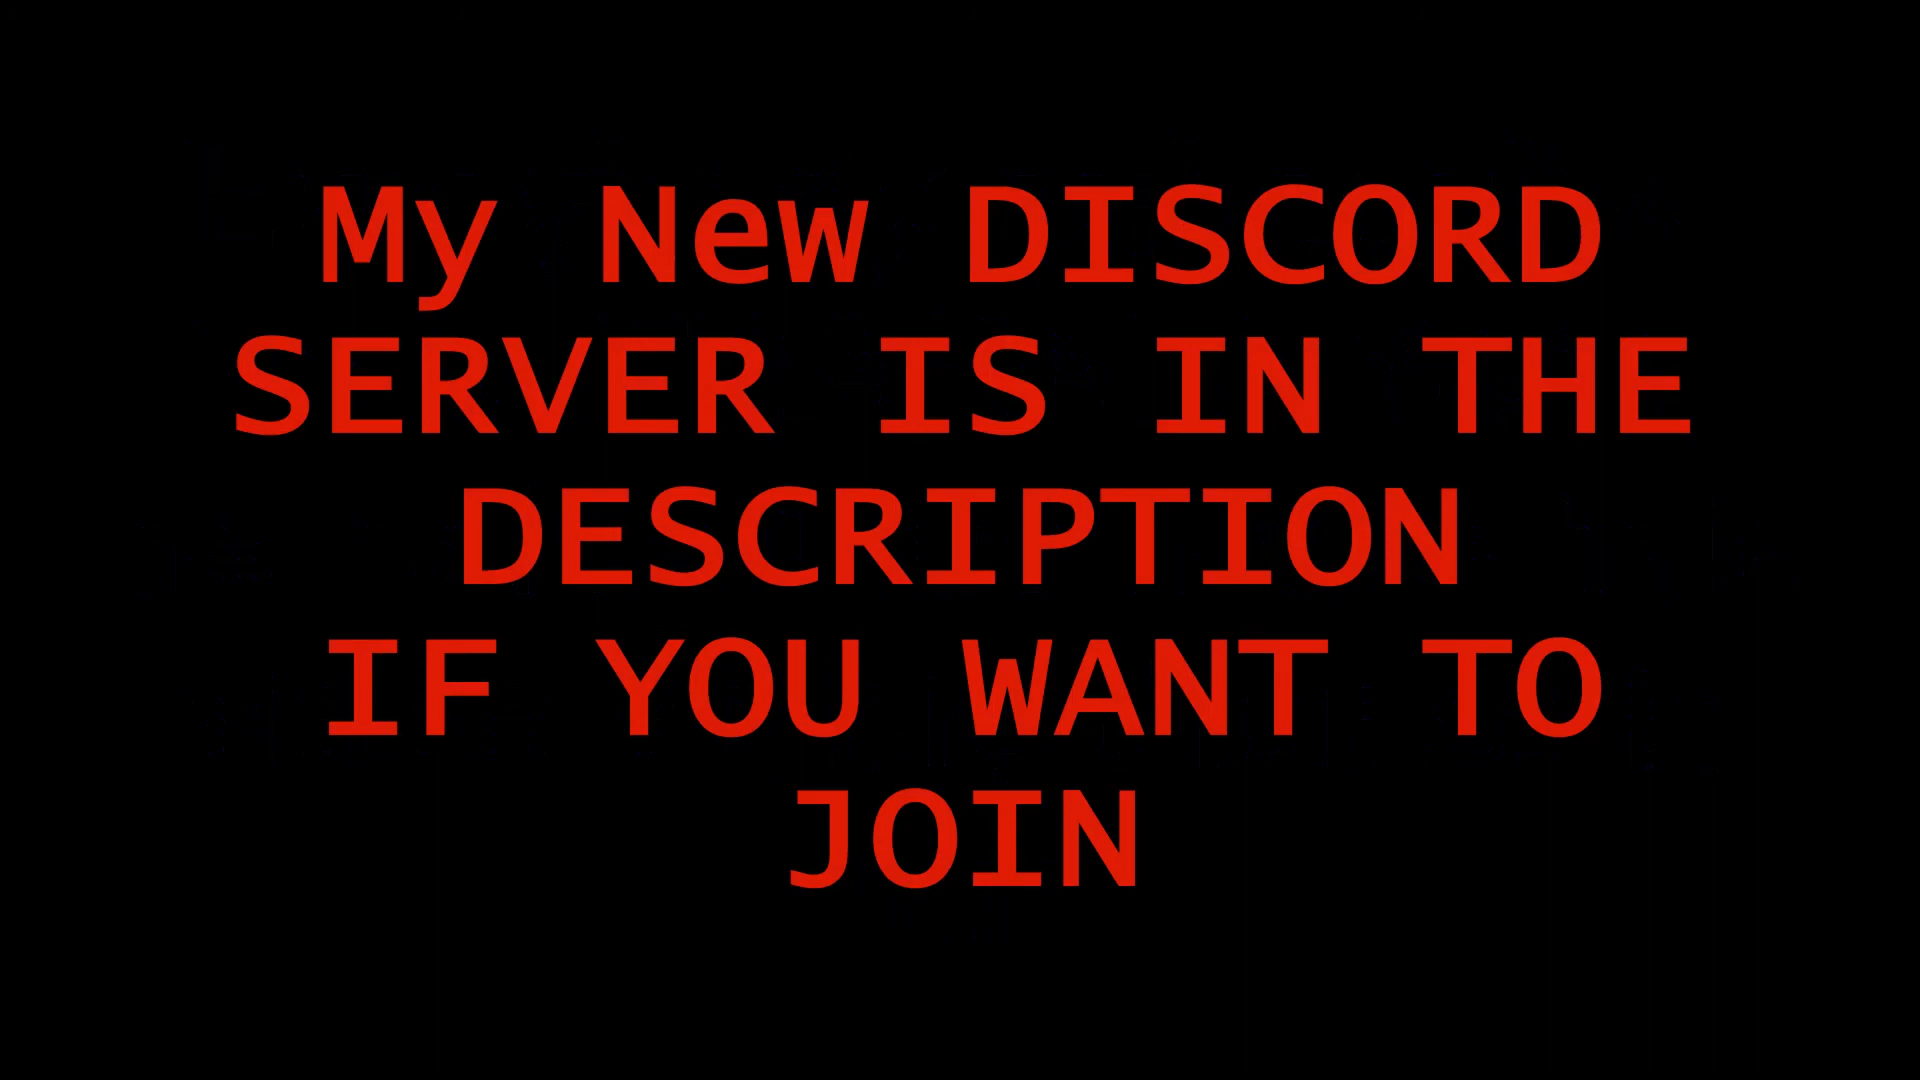 My New DISCORD
SERVER IS IN THE
DESCRIPTION
IF YOU WANT TO
JOIN